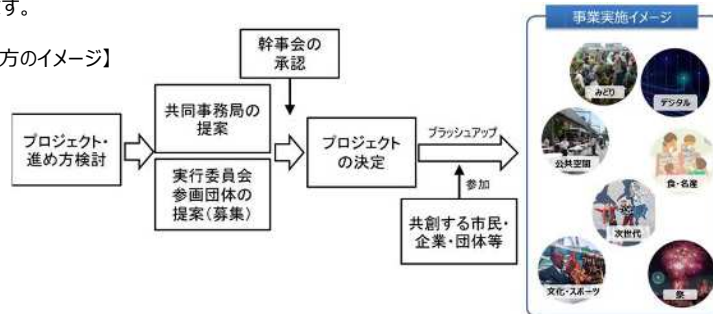 す。
方のイメージ】
プロジェクト・
進め方検討
共同事務局の
提案
実行委員会
参画団体の
提案(募集)
幹事会の
承認
プロジェクト
の決定
ブラッシュアップ
参加
共創する市民・
企業・団体等
事業実施イメージ
みどり
デジタル
公共空間
食・名産
次世代
文化・スポーツ
祭